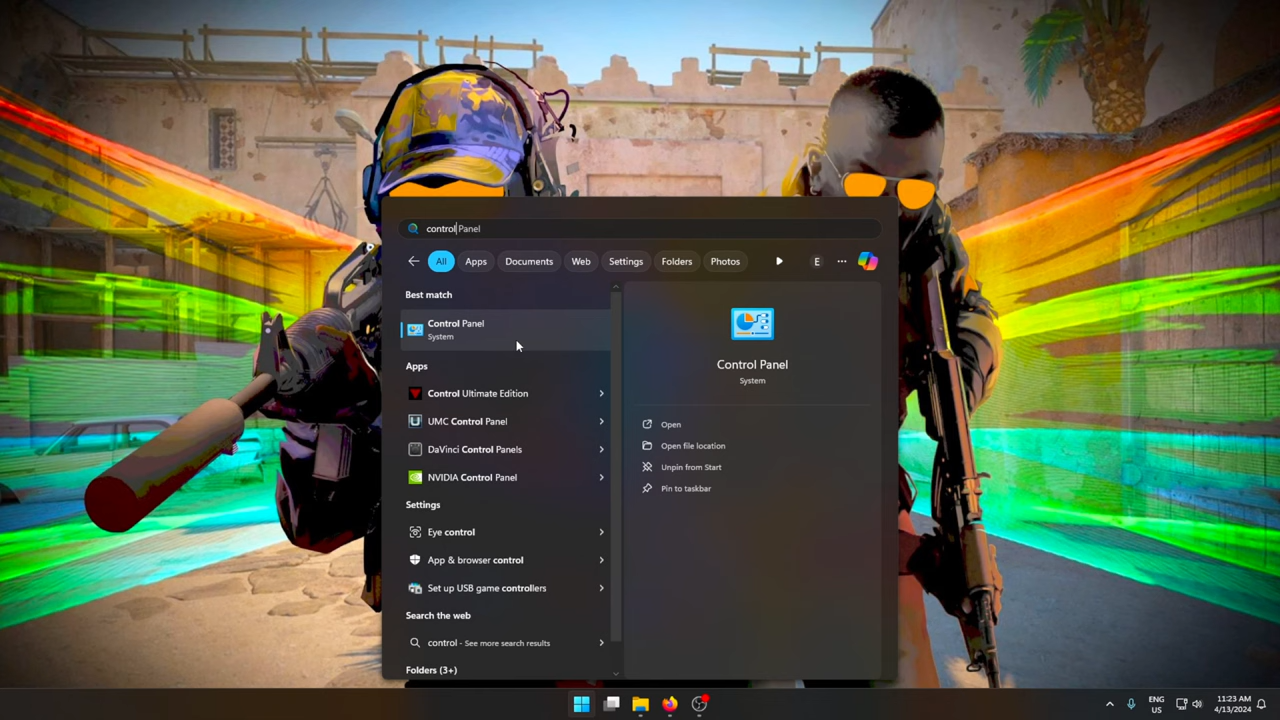 control Panel
All Apps Documents Web Settings Folders Photos E
Best match
Control Panel
System
Apps
Control Ultimate Edition
UMC Control Panel
DaVinci Control Panels
NVIDIA Control Panel
Settings
Eye control
App & browser control
Set up USB game controllers
Search the web
control - See more search results
Folders (3+)
Control Panel
System
Open
Open file location
Unpin from Start
Pin to taskbar
ENG
US
11:23 AM
4/13/2024